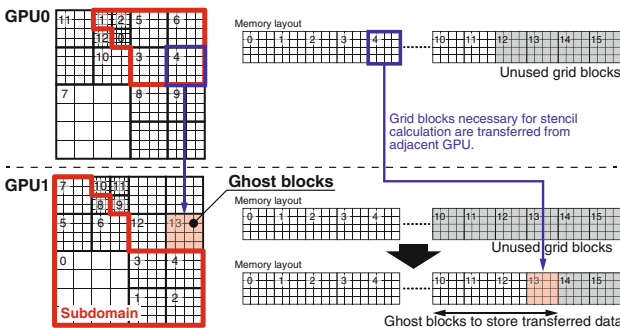 GPU0
11 1 2 5 6
12 0
10 3 4
7 8 9
Memory layout
0 1 2 3 4 10 11 12 13 14 15
Unused grid blocks
Grid blocks necessary for stencil
calculation are transferred from
adjacent GPU.
GPU1
7 10 11
8 9
5 6 12 13
0 3 4
1 2
Subdomain
Ghost blocks
Memory layout
0 1 2 3 4 10 11 12 13 14 15
Unused grid blocks
Memory layout
0 1 2 3 4 10 11 12 13 14 15
Ghost blocks to store transferred data